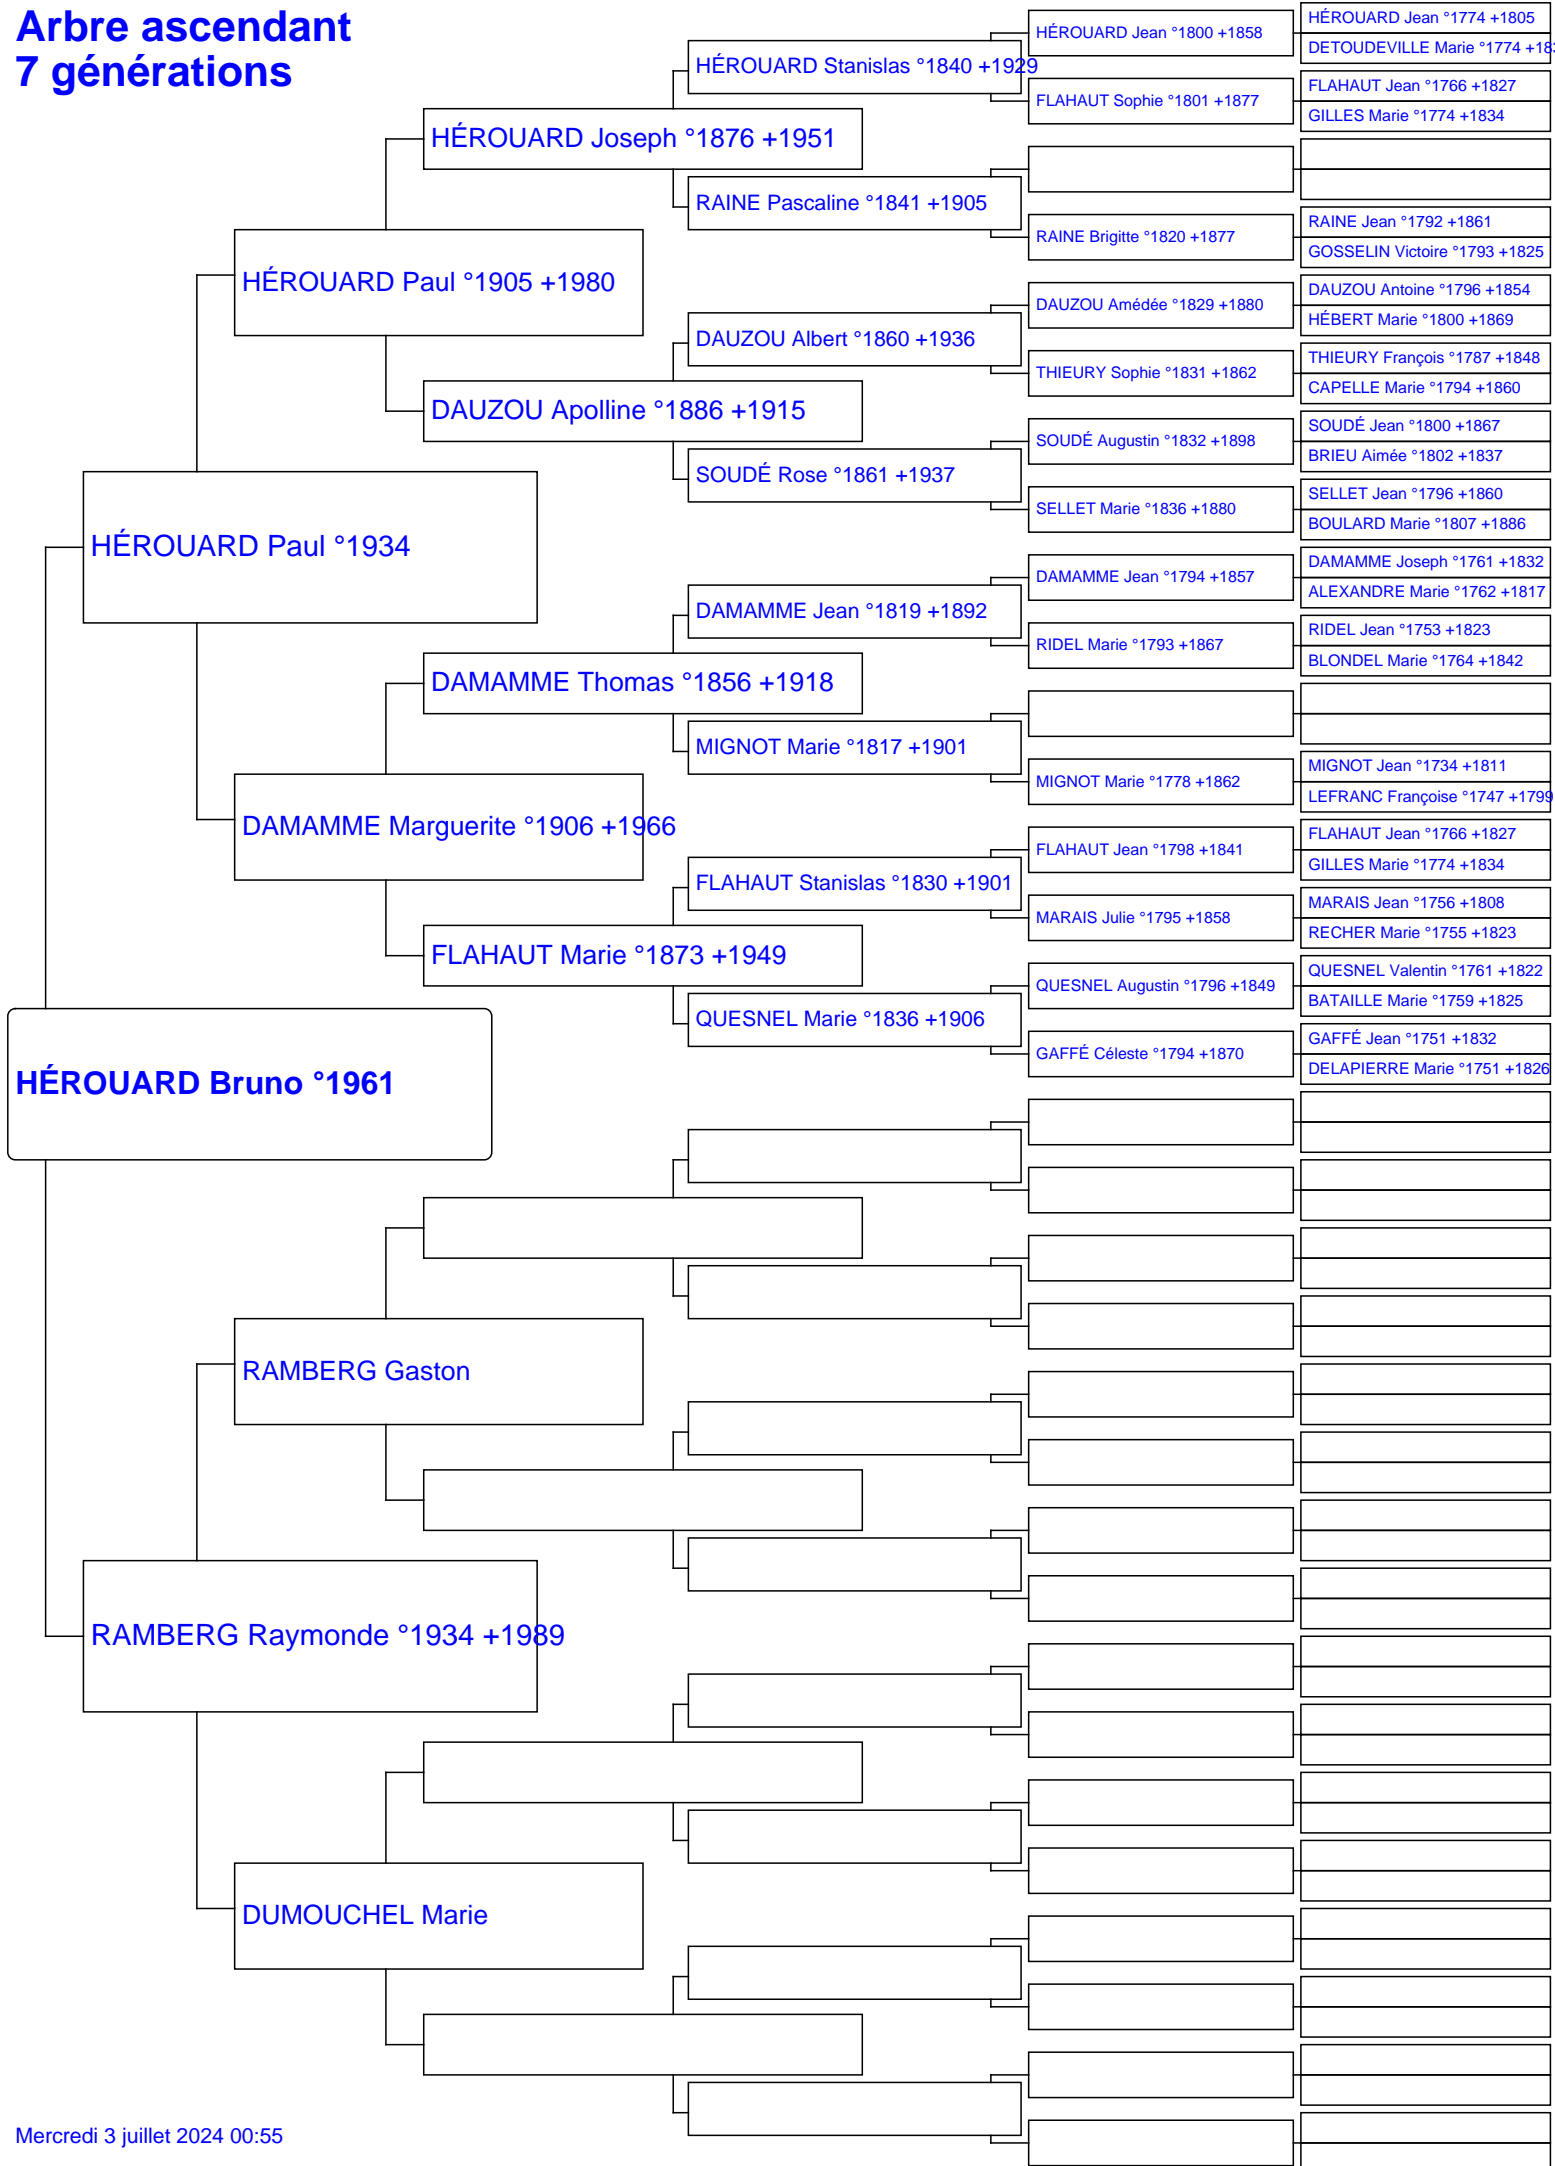 Arbre ascendant
7 générations
HÉROUARD Bruno °1961
HÉROUARD Paul °1934
RAMBERG Raymonde °1934 +1989
HÉROUARD Paul °1905 +1980
DAMAMME Marguerite °1906 +1966
RAMBERG Gaston
DUMOUCHEL Marie
HÉROUARD Joseph °1876 +1951
DAUZOU Apolline °1886 +1915
DAMAMME Thomas °1856 +1918
FLAHAUT Marie °1873 +1949
HÉROUARD Stanislas °1840 +1929
RAINE Pascaline °1841 +1905
DAUZOU Albert °1860 +1936
SOUDÉ Rose °1861 +1937
DAMAMME Jean °1819 +1892
MIGNOT Marie °1817 +1901
FLAHAUT Stanislas °1830 +1901
QUESNEL Marie °1836 +1906
HÉROUARD Jean °1800 +1858
FLAHAUT Sophie °1801 +1877
RAINE Brigitte °1820 +1877
DAUZOU Amédée °1829 +1880
THIEURY Sophie °1831 +1862
SOUDÉ Augustin °1832 +1898
SELLET Marie °1836 +1880
DAMAMME Jean °1794 +1857
RIDEL Marie °1793 +1867
MIGNOT Marie °1778 +1862
FLAHAUT Jean °1798 +1841
MARAIS Julie °1795 +1858
QUESNEL Augustin °1796 +1849
GAFFÉ Céleste °1794 +1870
HÉROUARD Jean °1774 +1805
DETOUDEVILLE Marie °1774
FLAHAUT Jean °1766 +1827
GILLES Marie °1774 +1834
RAINE Jean °1792 +1861
GOSSELIN Victoire °1793 +1825
DAUZOU Antoine °1796 +1854
HÉBERT Marie °1800 +1869
THIEURY François °1787 +1848
CAPELLE Marie °1794 +1860
SOUDÉ Jean °1800 +1867
BRIEU Aimée °1802 +1837
SELLET Jean °1796 +1860
BOULARD Marie °1807 +1886
DAMAMME Joseph °1761 +1832
ALEXANDRE Marie °1762 +1817
RIDEL Jean °1753 +1823
BLONDEL Marie °1764 +1842
MIGNOT Jean °1734 +1811
LEFRANC Françoise °1747 +1799
FLAHAUT Jean °1766 +1827
GILLES Marie °1774 +1834
MARAIS Jean °1756 +1808
RECHER Marie °1755 +1823
QUESNEL Valentin °1761 +1822
BATAILLE Marie °1759 +1825
GAFFÉ Jean °1751 +1832
DELAPIERRE Marie °1751 +1826
Mercredi 3 juillet 2024 00:55